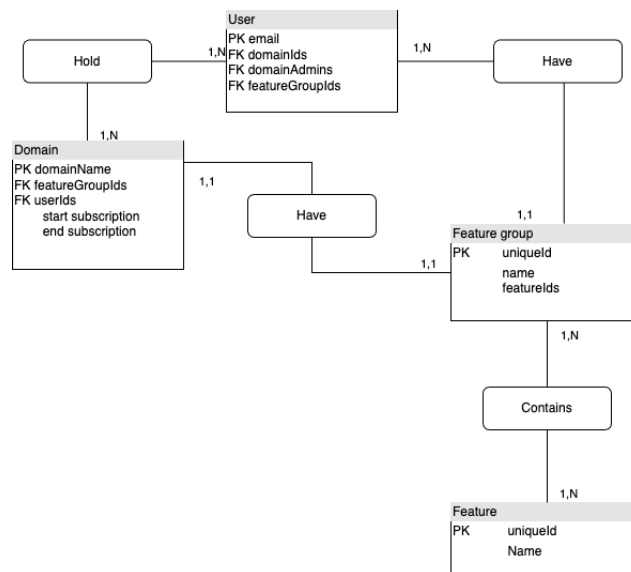 User
PK email
FK domainIds
FK domainAdmins
FK featureGroupIds
Hold
1,N
1,N
Have
1,N
Domain
PK domainName
FK featureGroupIds
FK userIds
start subscription
end subscription
1,1
Have
1,1
1,1
Feature group
PK uniqueId
name
featureIds
1,N
Contains
1,N
Feature
PK uniqueId
Name